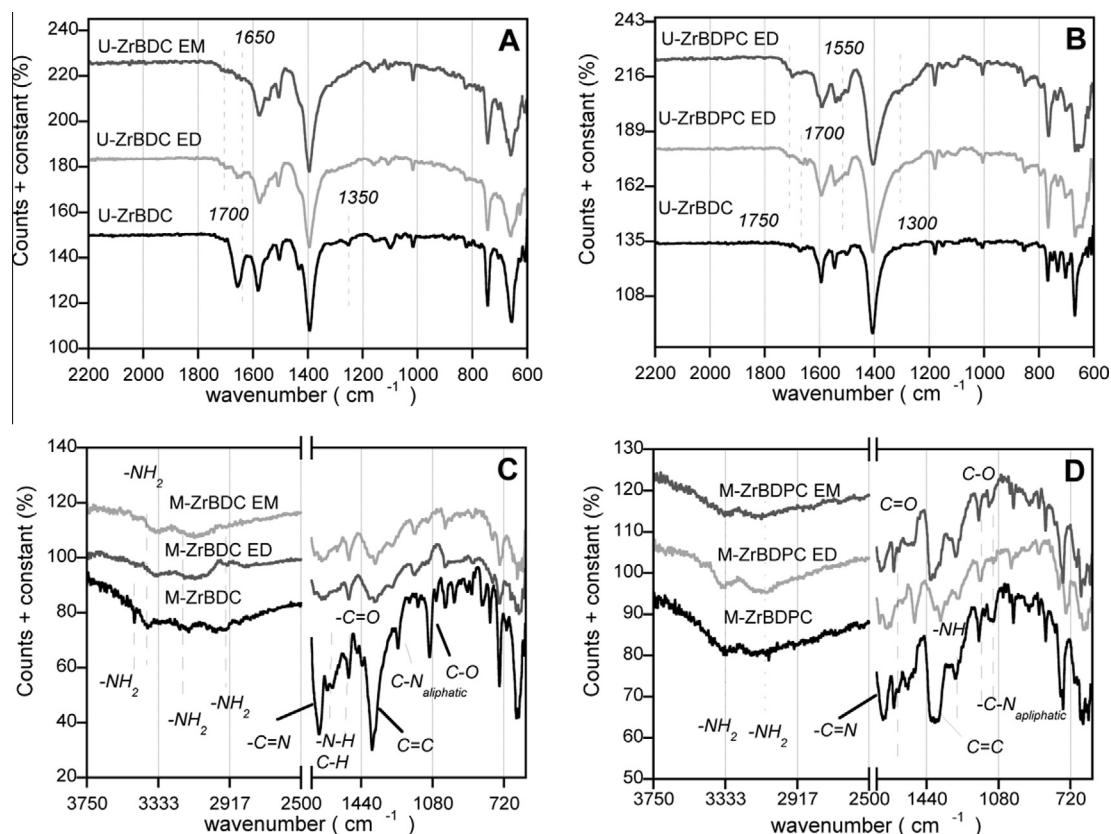 A
240
220
200
180
160
140
120
100
Counts + constant (%)
U-ZrBDC EM
1650
U-ZrBDC ED
1700
1350
U-ZrBDC
2200 2000 1800 1600 1400 1200 1000 800 600
wavenumber ( cm -1 )
B
243
216
189
162
135
108
Counts + constant (%)
U-ZrBDPC ED
1550
U-ZrBDPC ED
1700
U-ZrBDC
1750
1300
2200 2000 1800 1600 1400 1200 1000 800 600
wavenumber ( cm -1 )
C
140
120
100
80
60
40
20
Counts + constant (%)
-NH2
M-ZrBDC EM
M-ZrBDC ED
M-ZrBDC
-C=O
-NH2
-NH2
-NH2
C-N aliphatic
C-O
-C=N
-N-H
C-H
C=C
3750 3333 2917 2500 1440 1080 720
wavenumber ( cm -1 )
D
130
120
110
100
90
80
70
60
50
Counts + constant (%)
C-O
M-ZrBDPC EM
C=O
M-ZrBDPC ED
M-ZrBDPC
-NH
-NH2
-NH2
-C=N
-C-N apliphatic
C=C
3750 3333 2917 2500 1440 1080 720
wavenumber ( cm -1 )